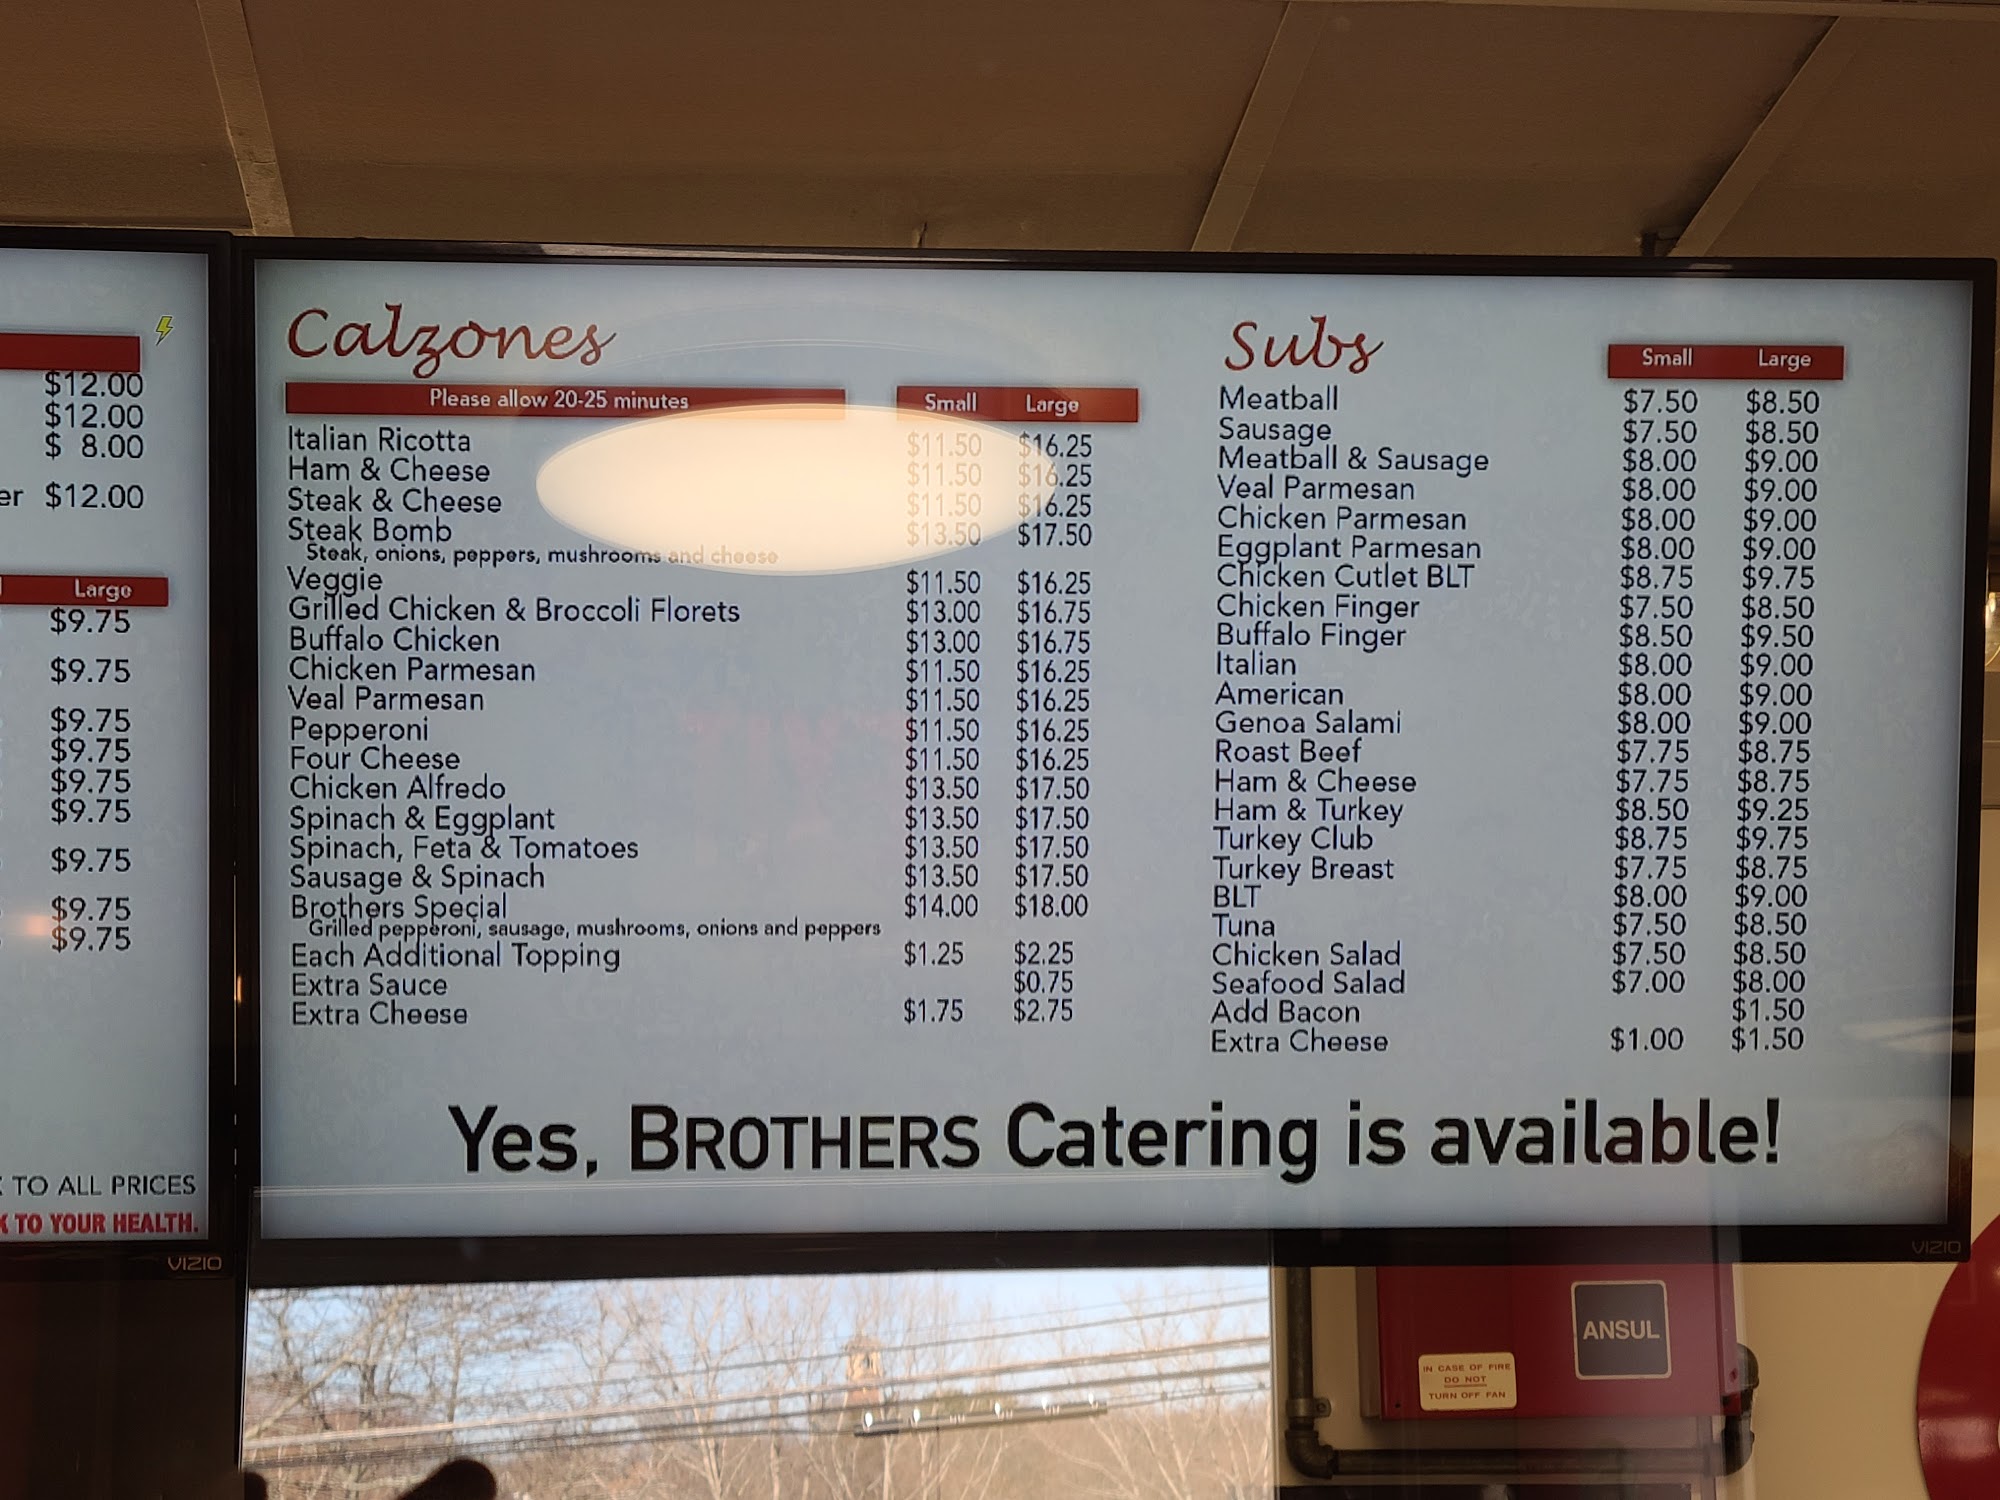 $12.00
$12.00
$ 8.00
$12.00
Large
$9.75
$9.75
$9.75
$9.75
$9.75
$9.75
$9.75
$9.75
$9.75
TO ALL PRICES
TO YOUR HEALTH.
VIZIO
Calzones
Please allow 20-25 minutes Small Large
Italian Ricotta $11.50 $16.25
Ham & Cheese $11.50 $16.25
Steak & Cheese $11.50 $16.25
Steak Bomb $13.50 $17.50
Steak, onions, peppers, mushrooms and cheese
Veggie $11.50 $16.25
Grilled Chicken & Broccoli Florets $13.00 $16.75
Buffalo Chicken $13.00 $16.75
Chicken Parmesan $11.50 $16.25
Veal Parmesan $11.50 $16.25
Pepperoni $11.50 $16.25
Four Cheese $11.50 $16.25
Chicken Alfredo $13.50 $17.50
Spinach & Eggplant $13.50 $17.50
Spinach, Feta & Tomatoes $13.50 $17.50
Sausage & Spinach $13.50 $17.50
Brothers Special $14.00 $18.00
Grilled pepperoni, sausage, mushrooms, onions and peppers
Each Additional Topping $1.25 $2.25
Extra Sauce $0.75
Extra Cheese $1.75 $2.75
Subs
Small Large
Meatball $7.50 $8.50
Sausage $7.50 $8.50
Meatball & Sausage $8.00 $9.00
Veal Parmesan $8.00 $9.00
Chicken Parmesan $8.00 $9.00
Eggplant Parmesan $8.00 $9.00
Chicken Cutlet BLT $8.75 $9.75
Chicken Finger $7.50 $8.50
Buffalo Finger $8.50 $9.50
Italian $8.00 $9.00
American $8.00 $9.00
Genoa Salami $8.00 $9.00
Roast Beef $7.75 $8.75
Ham & Cheese $7.75 $8.75
Ham & Turkey $8.50 $9.25
Turkey Club $8.75 $9.75
Turkey Breast $7.75 $8.75
BLT $8.00 $9.00
Tuna $7.50 $8.50
Chicken Salad $7.50 $8.50
Seafood Salad $7.00 $8.00
Add Bacon $1.50
Extra Cheese $1.00 $1.50
Yes, BROTHERS Catering is available!
VIZIO
ANSUL
IN CASE OF FIRE
DO NOT
TURN OFF FAN